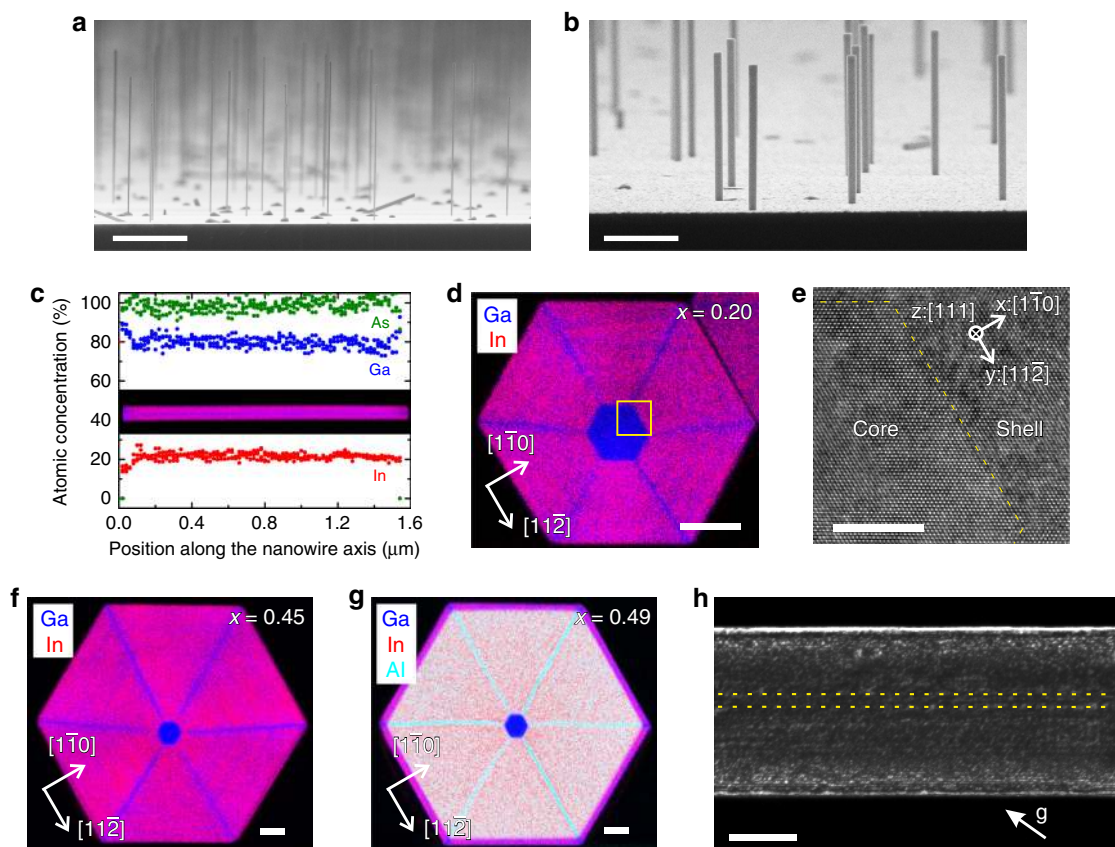 a
b
c
Atomic concentration (%)
100
80
60
40
20
0
As
Ga
In
0.0 0.4 0.8 1.2 1.6
Position along the nanowire axis (μm)
d
Ga
In
x = 0.20
[11̅0]
[112̅]
e
z:[111]
x:[11̅0]
y:[112̅]
Core
Shell
f
Ga
In
x = 0.45
[11̅0]
[112̅]
g
Ga
In
Al
x = 0.49
[11̅0]
[112̅]
h
g